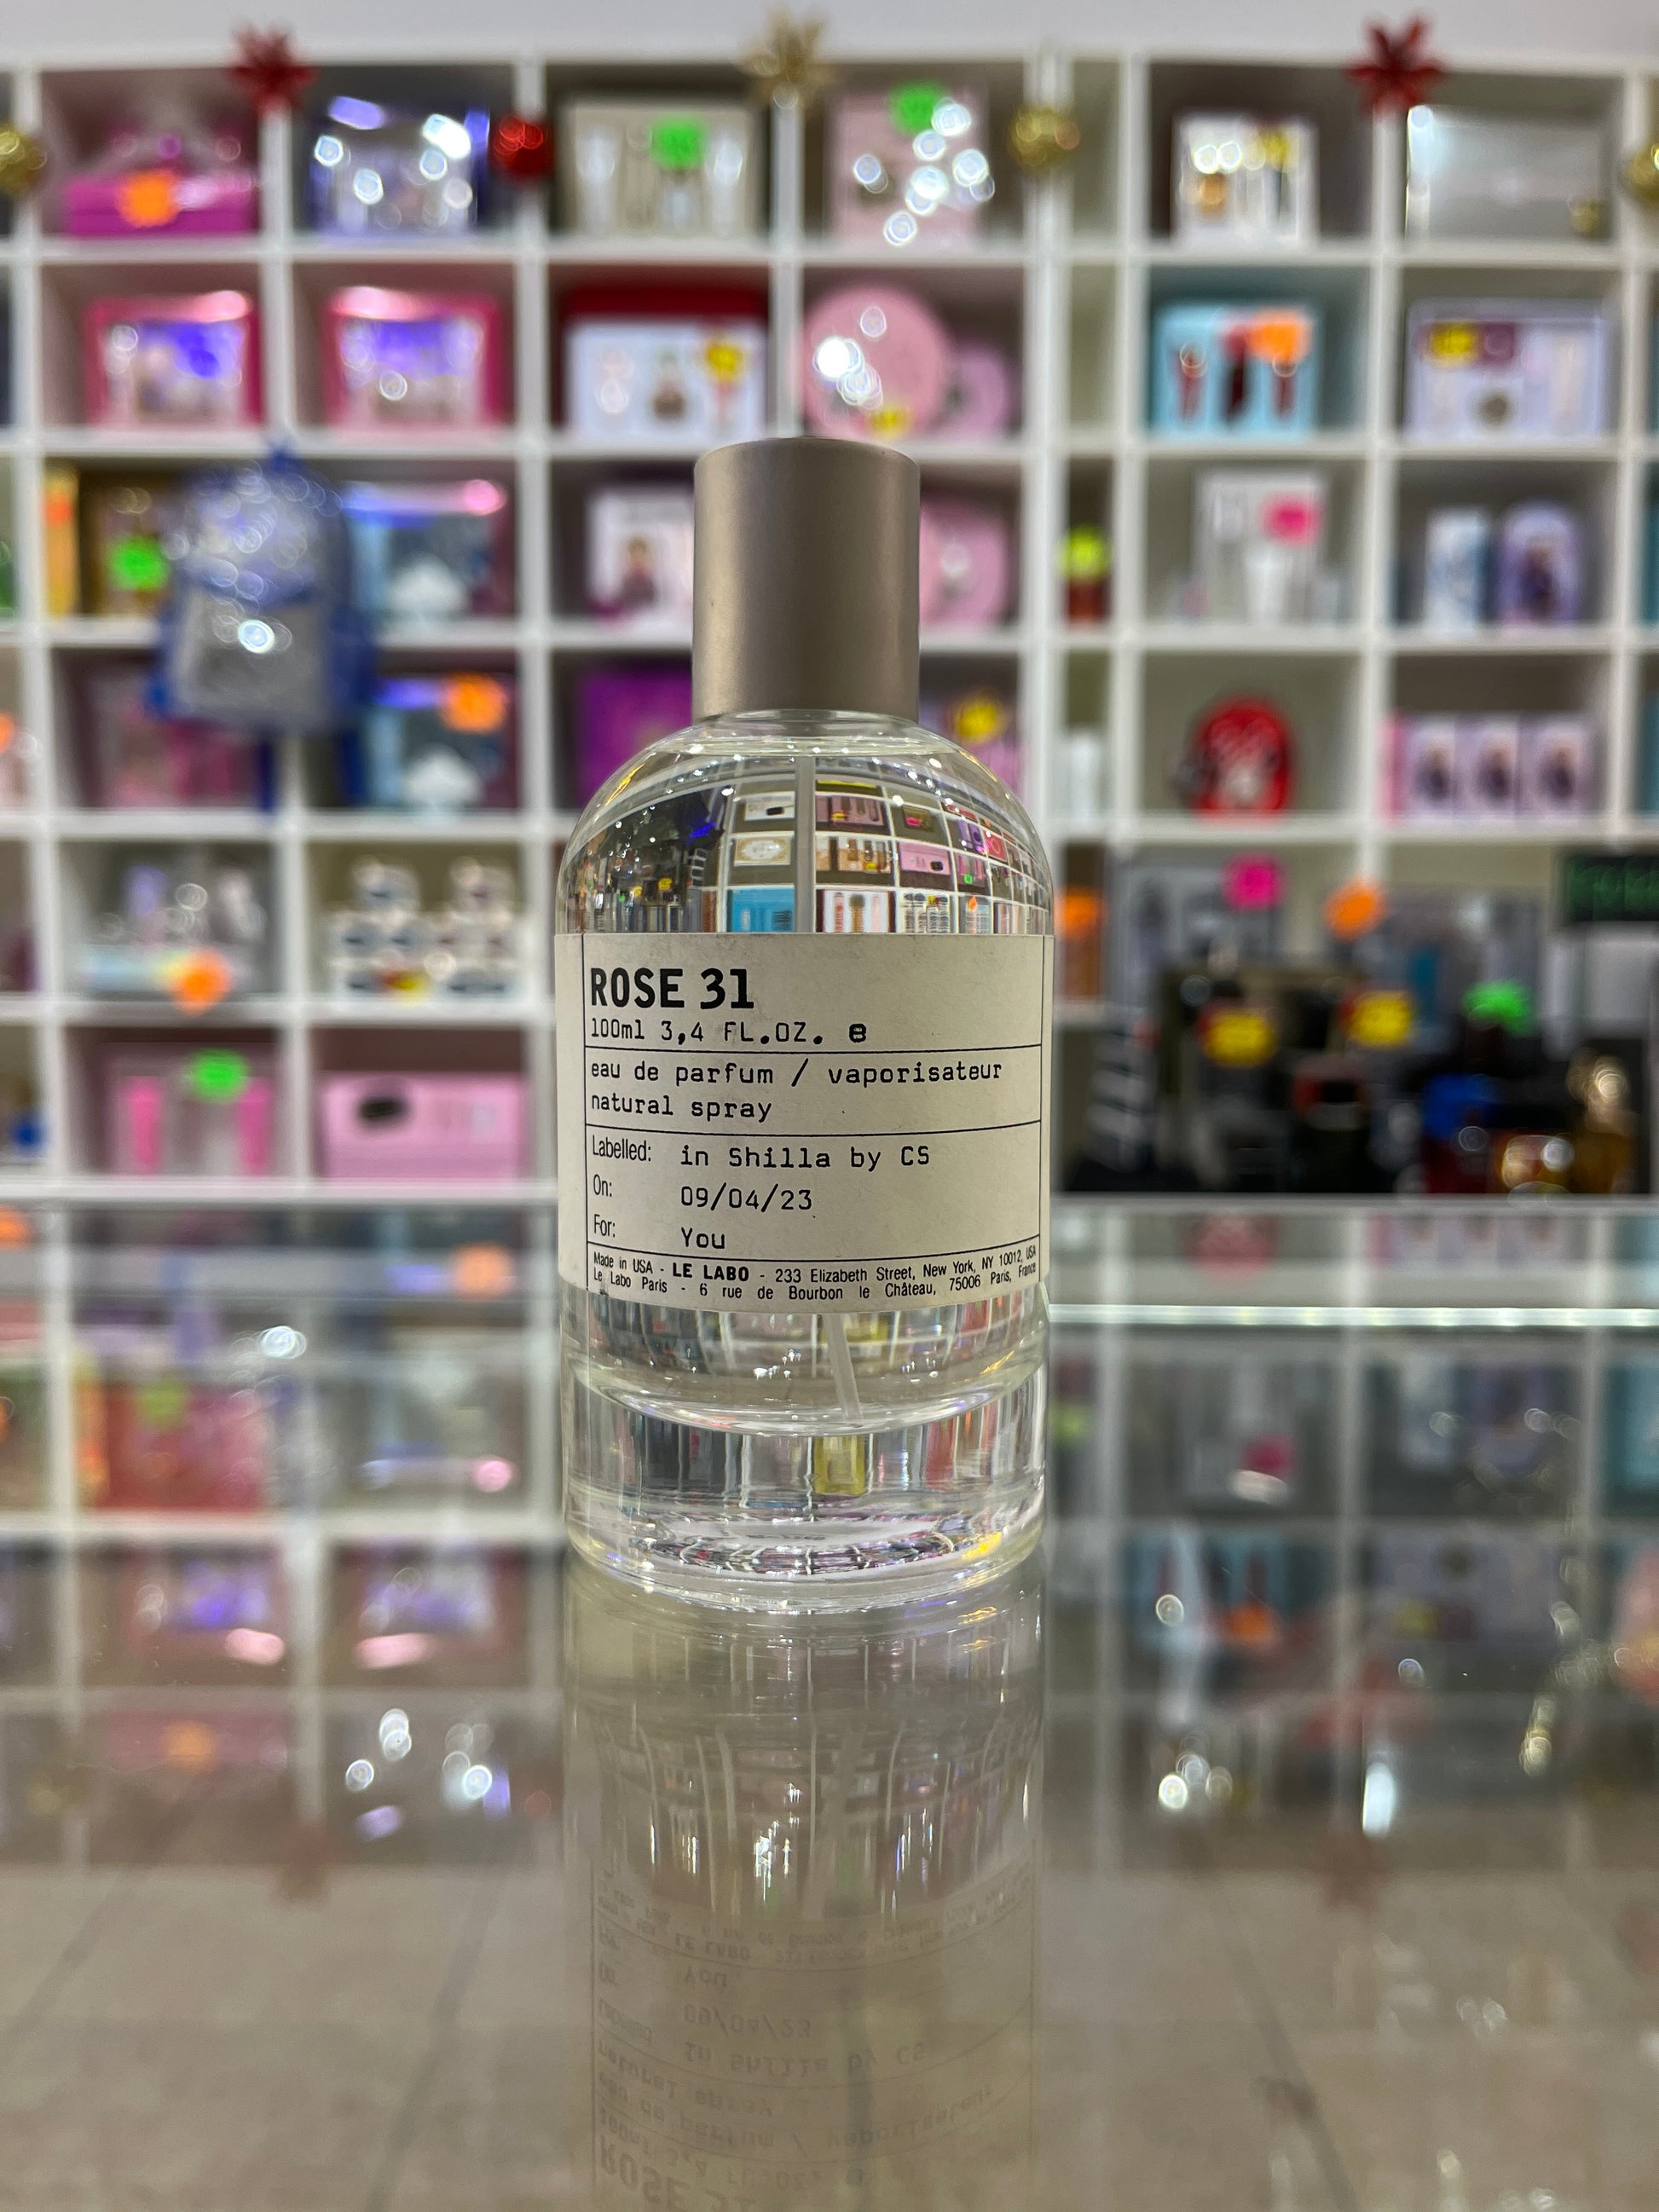 ROSE 31
100ml 3,4 FL.OZ. e
eau de parfum / vaporisateur
natural spray
Labelled: in Shilla by CS
On: 09/04/23
For: You
Made in USA - LE LABO - 233 Elizabeth Street, New York, NY 10012, USA
Le Labo Paris - 6 rue de Bourbon le Château, 75006 Paris, France